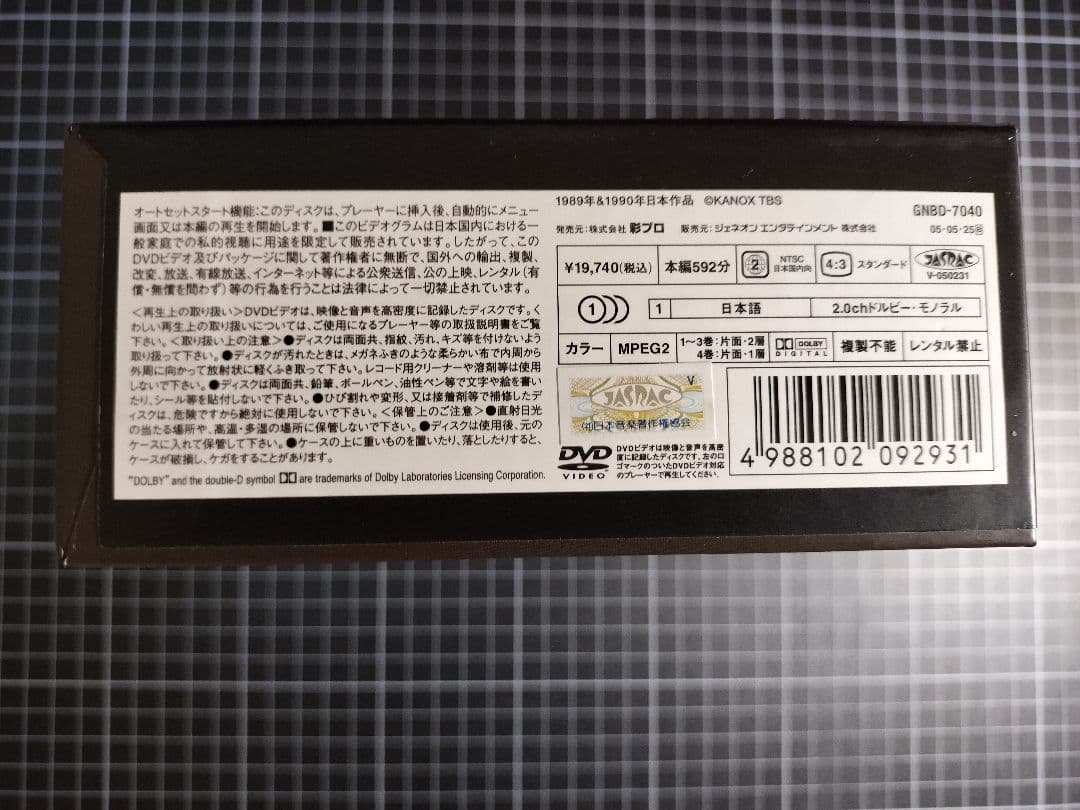 オートセットスタート機能:このディスクは、プレーヤーに挿入後、自動的にメニュー
画面又は本編の再生を開始します。■このビデオグラムは日本国内における一
般家庭での私的視聴に用途を限定して販売されています。したがって、この
DVDビデオ及びパッケージに関して著作権者に無断で、国外への輸出、複製、
改変、放送、有線放送、インターネット等による公衆送信、公の上映、レンタル(有
償・無償を問わず)等の行為を行うことは法律によって一切禁止されています。
<再生上の取り扱い>DVDビデオは、映像と音声を高密度に記録したディスクです。く
わしい再生上の取り扱いについては、ご使用になるプレーヤー等の取扱説明書をご覧
下さい。<取り扱い上の注意>●ディスクは両面共、指紋、汚れ、キズ等を付けないよう
取り扱って下さい。●ディスクが汚れたときは、メガネふきのような柔らかい布で内周から
外周に向かって放射状に軽くふき取って下さい。レコード用クリーナーや溶剤等は使用
しないで下さい。●ディスクは両面共、鉛筆、ボールペン、油性ペン等で文字や絵を書い
たり、シール等を貼付しないで下さい。●ひび割れや変形、又は接着剤等で補修したディ
スクは、危険ですから絶対に使用しないで下さい。<保管上のご注意>●直射日光
の当たる場所や、高温・多湿の場所に保管しないで下さい。●ディスクは使用後、元の
ケースに入れて保管して下さい。●ケースの上に重いものを置いたり、落としたりすると、
ケースが破損し、ケガをすることがあります。
"DOLBY" and the double-D symbol are trademarks of Dolby Laboratories Licensing Corporation.
1989年&1990年日本作品 ©KANOX TBS
GNBD-7040
発売元:株式会社 彩プロ 販売元:ジェネオン エンタテインメント 株式会社
05・05・25
¥19,740(税込) 本編592分 2 NTSC 日本国内向 4:3 スタンダード JASRAC
V-050231
1 1 日本語 2.0chドルビー・モノラル
カラー MPEG2 1~3巻:片面・2層 DOLBY 複製不能 レンタル禁止
4巻:片面・1層 DIGITAL
V
JASRAC
(社)日本音楽著作権協会
DVD
VIDEO
DVDビデオは映像と音声を高密
度に記録したディスクです。左のロ
ゴマークのついたDVDビデオ対応
のプレーヤーで再生してください。
4 988102 092931